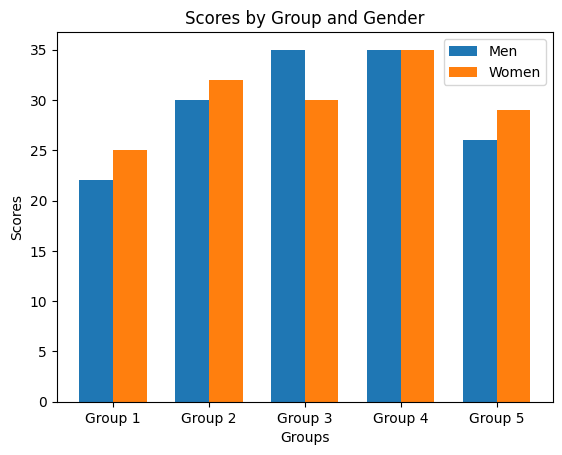 Scores by Group and Gender
Men
Women
Scores
35
30
25
20
15
10
5
0
Group 1 Group 2 Group 3 Group 4 Group 5
Groups